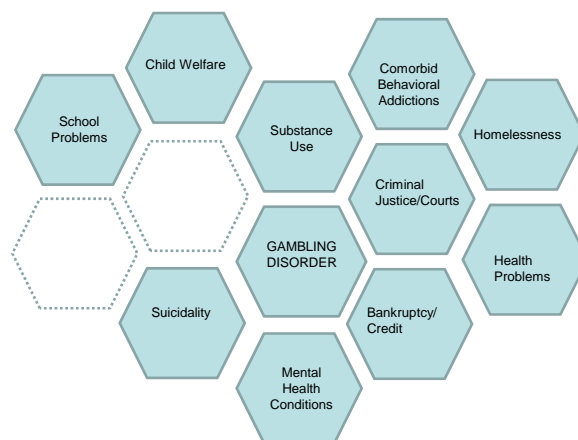 Child Welfare
Comorbid
Behavioral
Addictions
School
Problems
Substance
Use
Homelessness
Criminal
Justice/Courts
GAMBLING
DISORDER
Health
Problems
Suicidality
Bankruptcy/
Credit
Mental
Health
Conditions